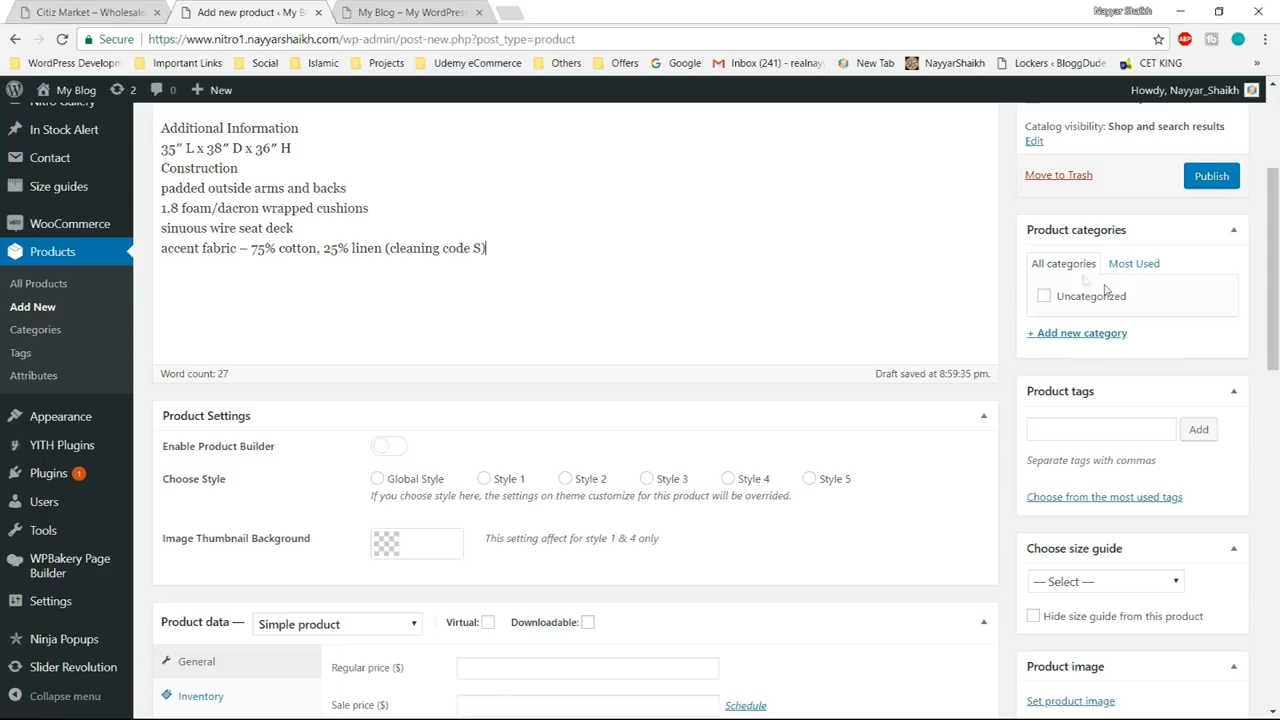 Citiz Market – Wholesale
Add new product ‹ My B
My Blog – My WordPress
Nayyar Shaikh
Secure
https://www.nitro1.nayyarshaikh.com/wp-admin/post-new.php?post_type=product
WordPress Developm
Important Links
Social
Islamic
Projects
Udemy eCommerce
Others
Offers
Google
Inbox (241) - realnay
New Tab
NayyarShaikh
Lockers ‹ BloggDude
CET KING
»
My Blog
2
0
New
Howdy, Nayyar_Shaikh
Nitro Gallery
In Stock Alert
Contact
Size guides
WooCommerce
Products
All Products
Add New
Categories
Tags
Attributes
Appearance
YITH Plugins
Plugins 1
Users
Tools
WPBakery Page
Builder
Settings
Ninja Popups
Slider Revolution
Collapse menu
Additional Information
35″ L x 38″ D x 36″ H
Construction
padded outside arms and backs
1.8 foam/dacron wrapped cushions
sinuous wire seat deck
accent fabric – 75% cotton, 25% linen (cleaning code S)
Word count: 27
Draft saved at 8:59:35 pm.
Product Settings
Enable Product Builder
Choose Style
Global Style
Style 1
Style 2
Style 3
Style 4
Style 5
If you choose style here, the settings on theme customize for this product will be overrided.
Image Thumbnail Background
This setting affect for style 1 & 4 only
Product data —
Simple product
Virtual:
Downloadable:
General
Inventory
Regular price ($)
Sale price ($)
Schedule
Catalog visibility: Shop and search results
Edit
Move to Trash
Publish
Product categories
All categories
Most Used
Uncategorized
+ Add new category
Product tags
Add
Separate tags with commas
Choose from the most used tags
Choose size guide
— Select —
Hide size guide from this product
Product image
Set product image